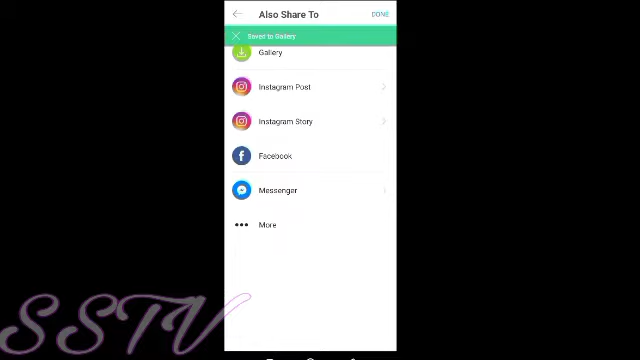 Also Share To
DONE
Saved to Gallery
Gallery
Instagram Post
Instagram Story
Facebook
Messenger
More
SSTV